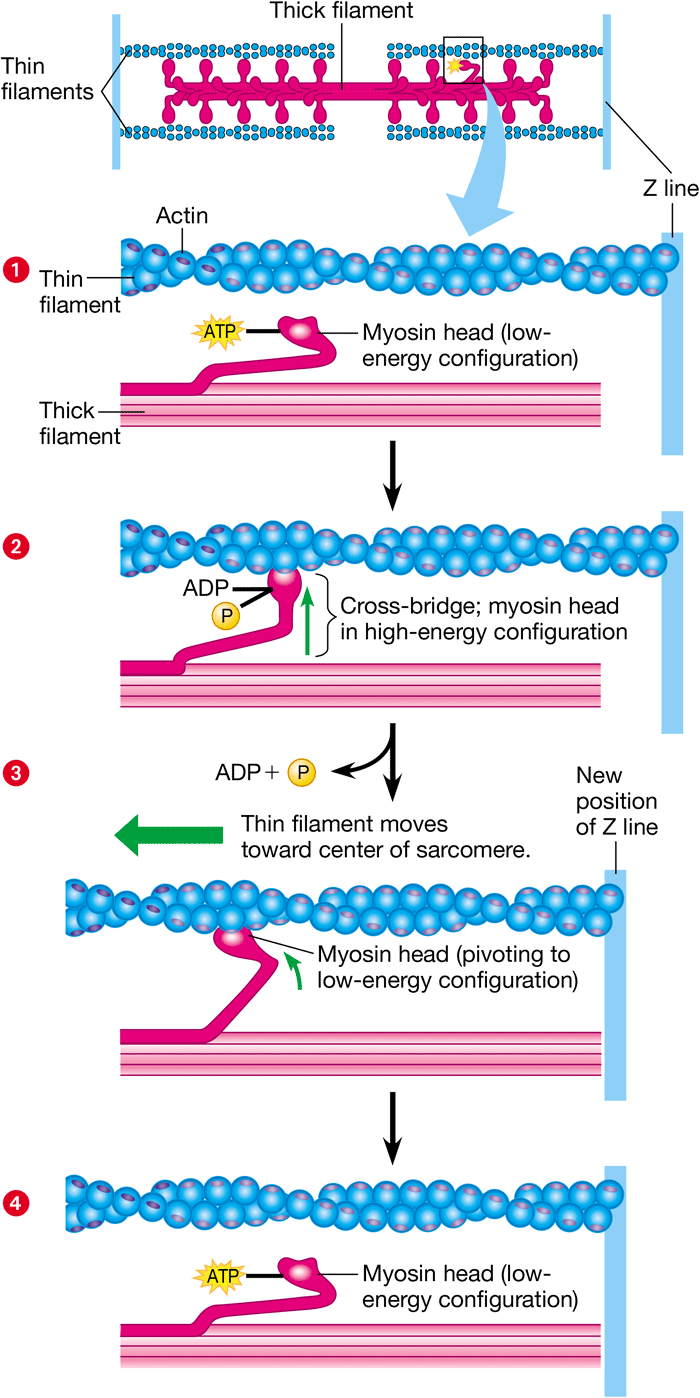 Thick filament
Thin
filaments
Z line
Actin
1
Thin
filament
ATP
Myosin head (low-
energy configuration)
Thick
filament
2
ADP
P
Cross-bridge; myosin head
in high-energy configuration
3
ADP + P
New
position
of Z line
Thin filament moves
toward center of sarcomere.
Myosin head (pivoting to
low-energy configuration)
4
ATP
Myosin head (low-
energy configuration)